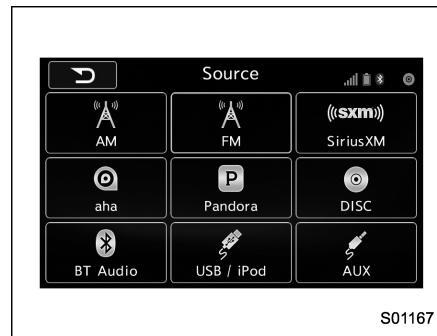 Source
AM
FM
((sxm))
SiriusXM
aha
P
Pandora
DISC
BT Audio
USB / iPod
AUX
S01167